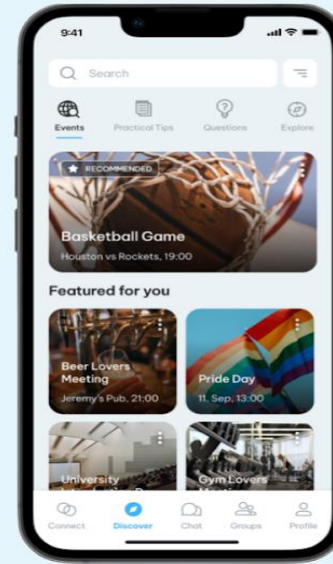 9:41
Search
Events
Practical Tips
Questions
Explore
RECOMMENDED
Basketball Game
Houston vs Rockets, 19:00
Featured for you
Beer Lovers
Meeting
Jeremy's Pub, 21:00
Pride Day
11. Sep, 13:00
University
Gym Lovers
Connect
Discover
Chat
Groups
Profile